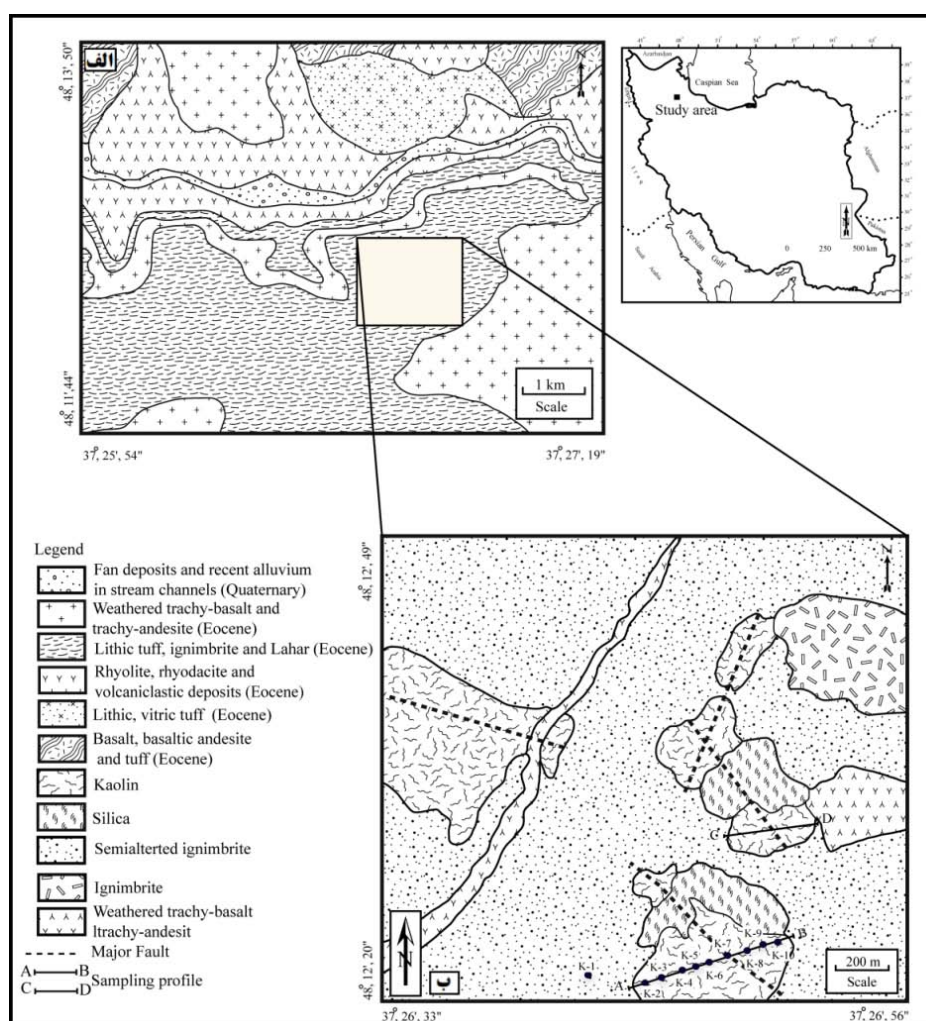 الف
48°, 13', 50"
N
48°, 11', 44"
1 km
Scale
37°, 25', 54"
37°, 27', 19"
Caspian Sea
Study area
Afghanistan
Pakistan
Persian
Gulf
Saudi
Arabia
N
0 250 500 km
Legend
Fan deposits and recent alluvium
in stream channels (Quaternary)
Weathered trachy-basalt and
trachy-andesite (Eocene)
Lithic tuff, ignimbrite and Lahar (Eocene)
Rhyolite, rhyodacite and
volcaniclastic deposits (Eocene)
Lithic, vitric tuff (Eocene)
Basalt, basaltic andesite
and tuff (Eocene)
Kaolin
Silica
Semialterted ignimbrite
Ignimbrite
Weathered trachy-basalt
ltrachy-andesit
Major Fault
A B
Sampling profile
C D
48°, 12', 49"
N
C D
K-9 B
K-7
K-5 K-10
K-3 K-8
K-1 K-6
A K-4
K-2
48°, 12', 20"
N
ب
200 m
Scale
37°, 26', 33"
37°, 26', 56"